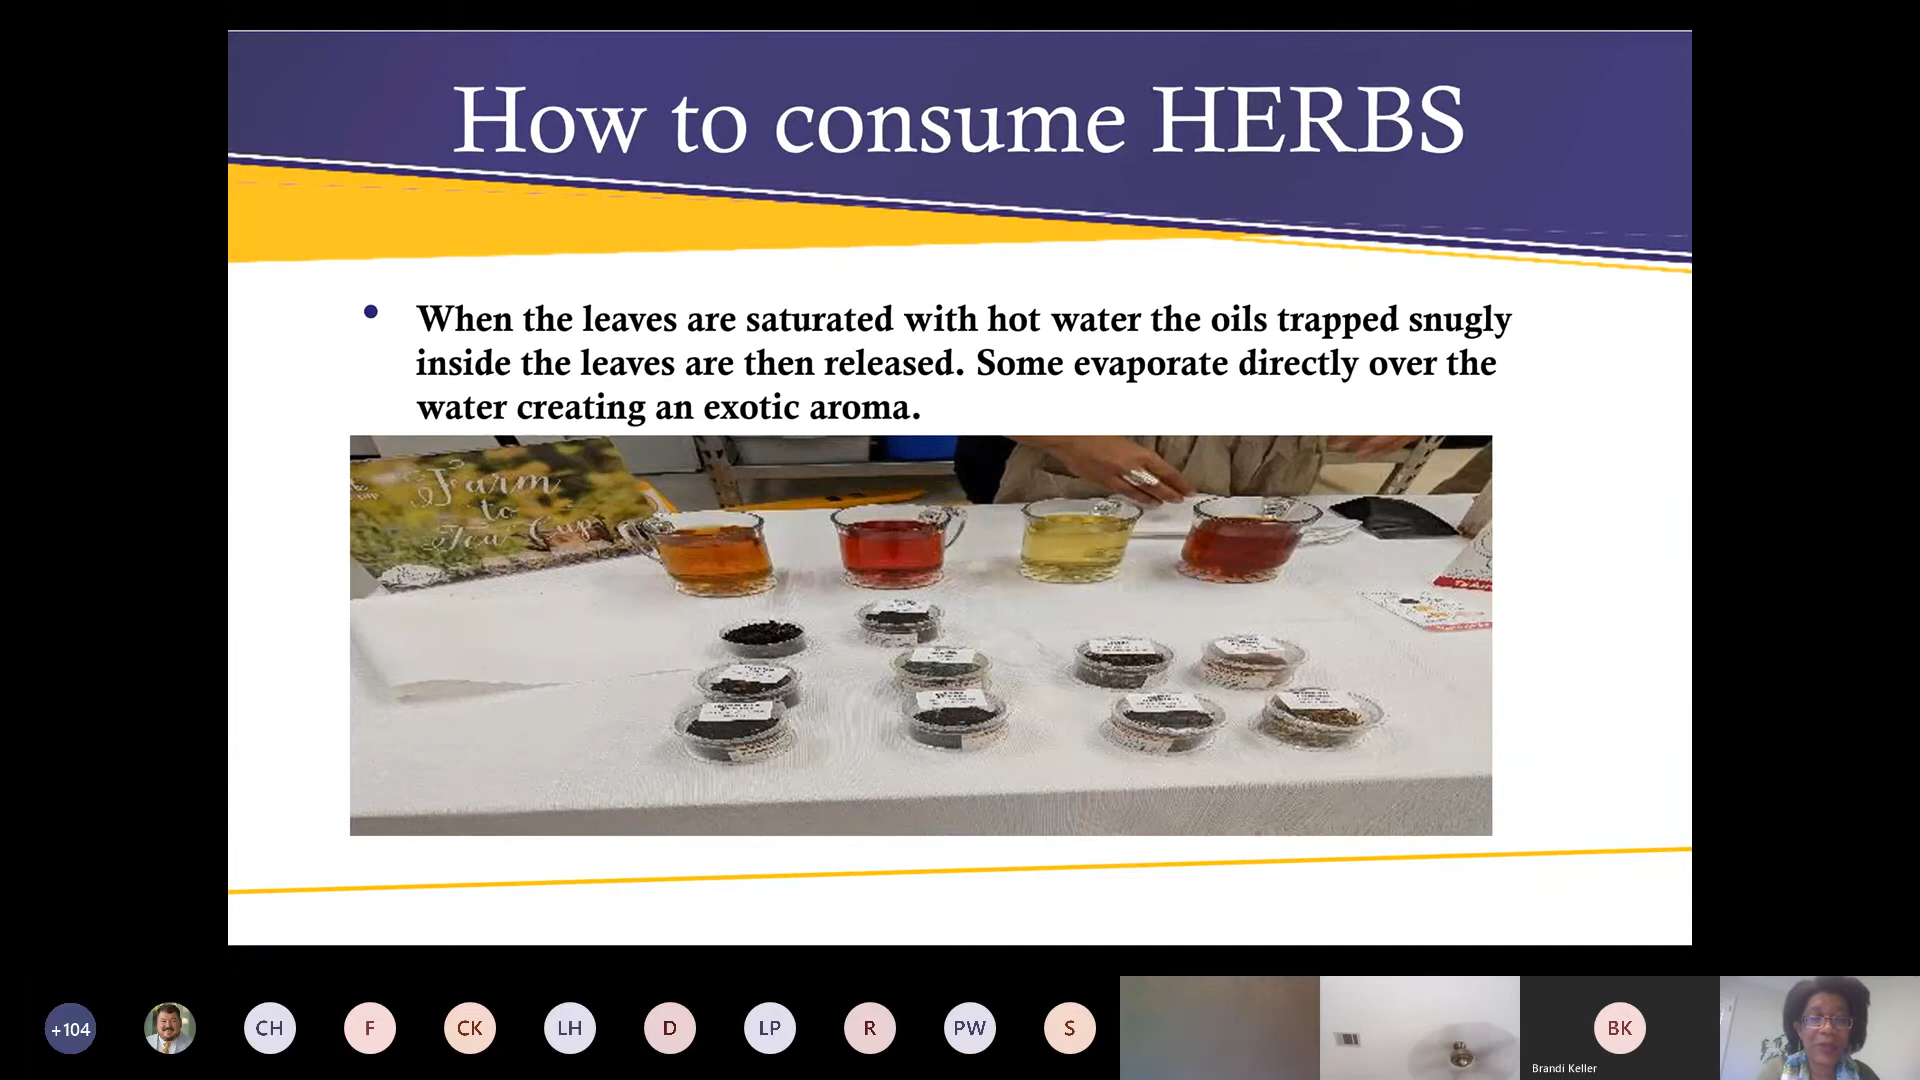 How to consume HERBS
• When the leaves are saturated with hot water the oils trapped snugly
inside the leaves are then released. Some evaporate directly over the
water creating an exotic aroma.
Farm
to
Tea Cup
+104
CH
F
CK
LH
D
LP
R
PW
S
BK
Brandi Keller